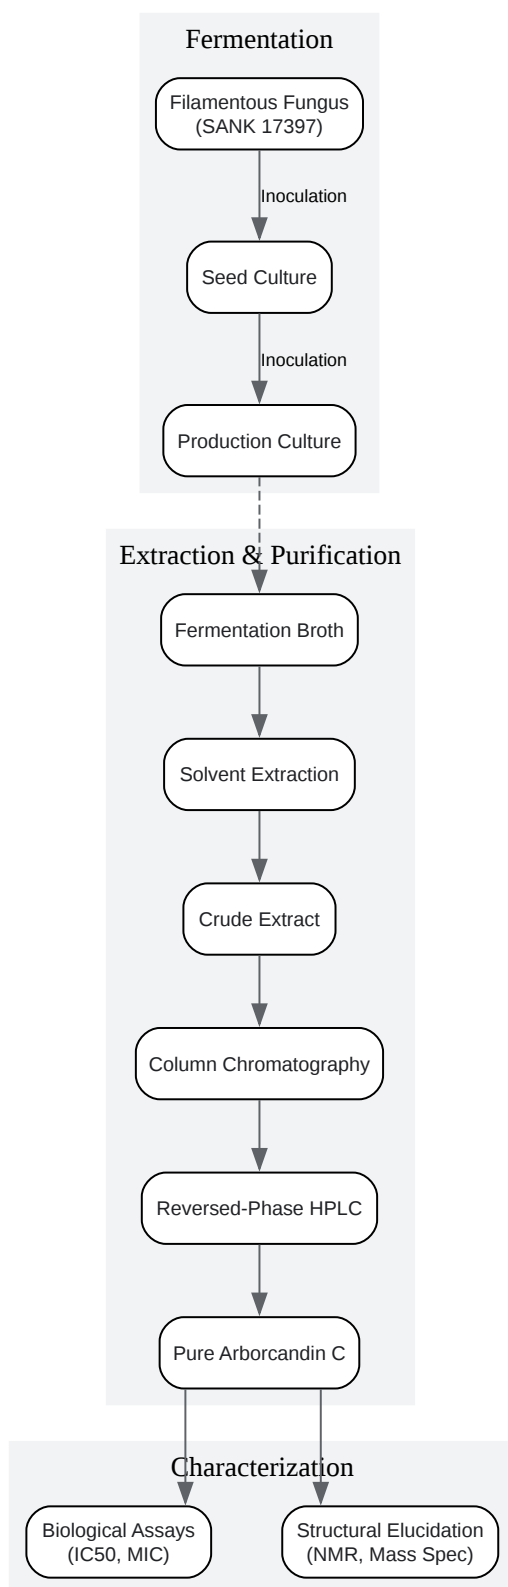 Fermentation
Filamentous Fungus
(SANK 17397)
Inoculation
Seed Culture
Inoculation
Production Culture
Extraction & Purification
Fermentation Broth
Solvent Extraction
Crude Extract
Column Chromatography
Reversed-Phase HPLC
Pure Arborcandin C
Characterization
Biological Assays
(IC50, MIC)
Structural Elucidation
(NMR, Mass Spec)